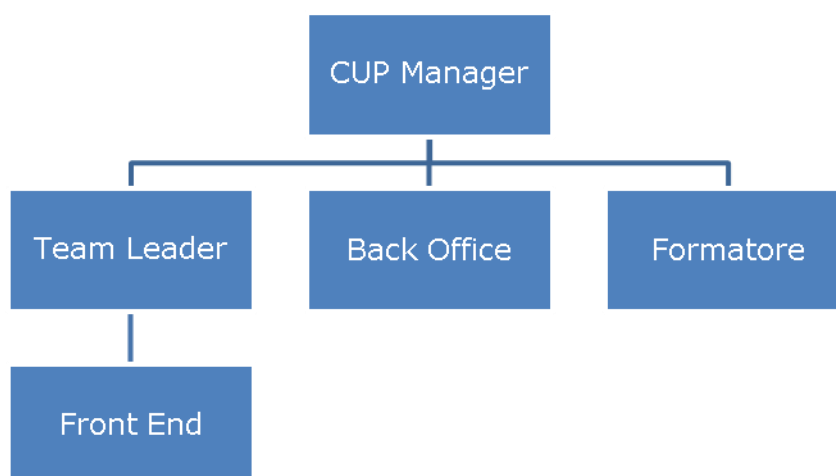 CUP Manager
Team Leader
Back Office
Formatore
Front End